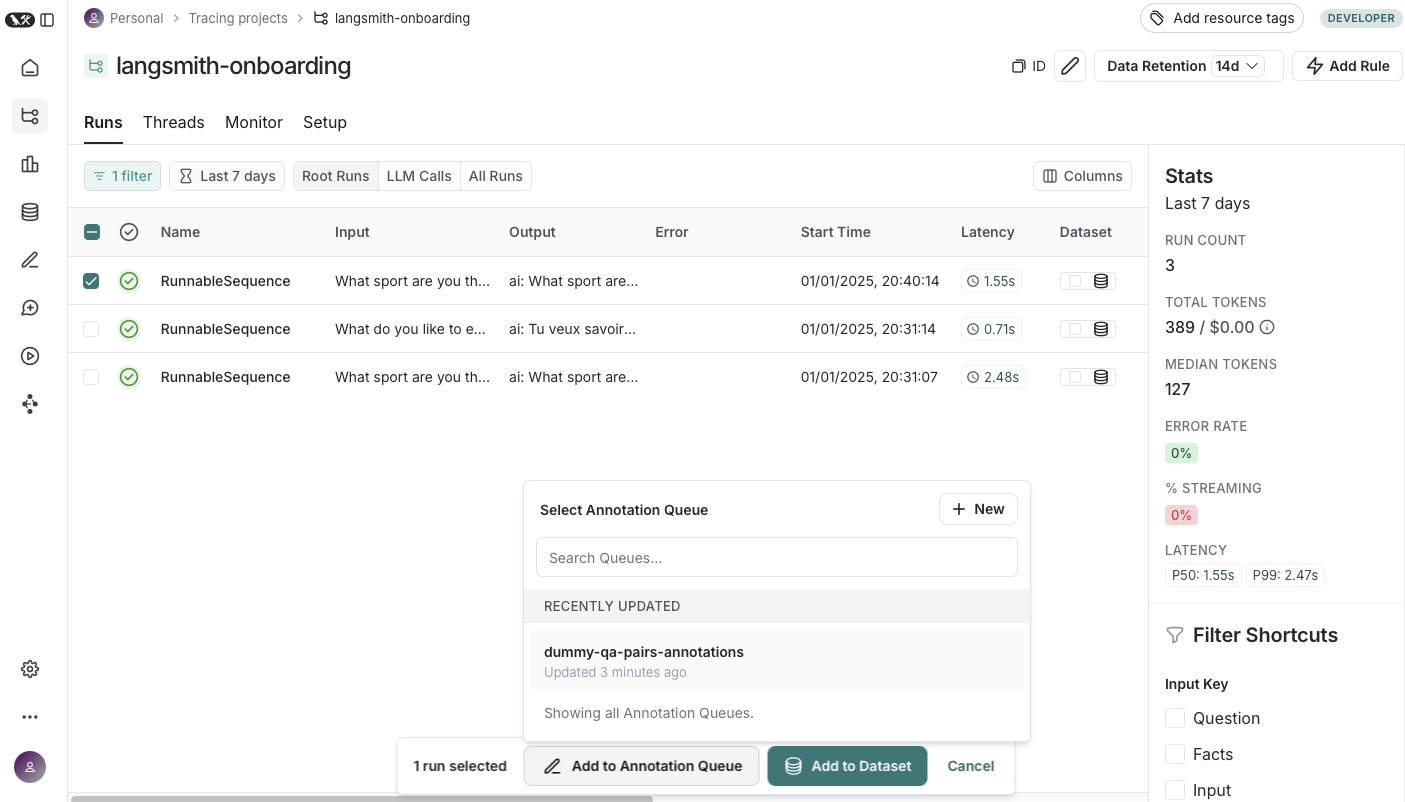 Personal > Tracing projects > langsmith-onboarding
Add resource tags
DEVELOPER
langsmith-onboarding
ID
Data Retention 14d
Add Rule
Runs Threads Monitor Setup
1 filter Last 7 days Root Runs LLM Calls All Runs
Columns
Name Input Output Error Start Time Latency Dataset
RunnableSequence What sport are you th... ai: What sport are... 01/01/2025, 20:40:14 1.55s
RunnableSequence What do you like to e... ai: Tu veux savoir... 01/01/2025, 20:31:14 0.71s
RunnableSequence What sport are you th... ai: What sport are... 01/01/2025, 20:31:07 2.48s
Select Annotation Queue
New
Search Queues...
RECENTLY UPDATED
dummy-qa-pairs-annotations
Updated 3 minutes ago
Showing all Annotation Queues.
1 run selected Add to Annotation Queue Add to Dataset Cancel
Stats
Last 7 days
RUN COUNT
3
TOTAL TOKENS
389 / $0.00
MEDIAN TOKENS
127
ERROR RATE
0%
% STREAMING
0%
LATENCY
P50: 1.55s P99: 2.47s
Filter Shortcuts
Input Key
Question
Facts
Input